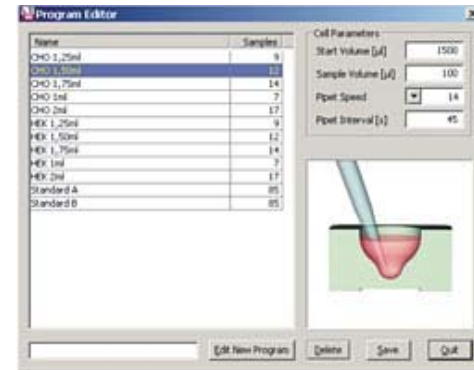 Program Editor
Name Samples
CHO 1,25ml 9
CHO 1,50ml 12
CHO 1,75ml 14
CHO 1ml 7
CHO 2ml 17
HEK 1,25ml 9
HEK 1,50ml 12
HEK 1,75ml 14
HEK 1ml 7
HEK 2ml 17
Standard A 85
Standard B 85
Cell Parameters
Start Volume [µl] 1500
Sample Volume [µl] 100
Pipet Speed 14
Pipet Interval [s] 45
Edit New Program
Delete
Save
Quit